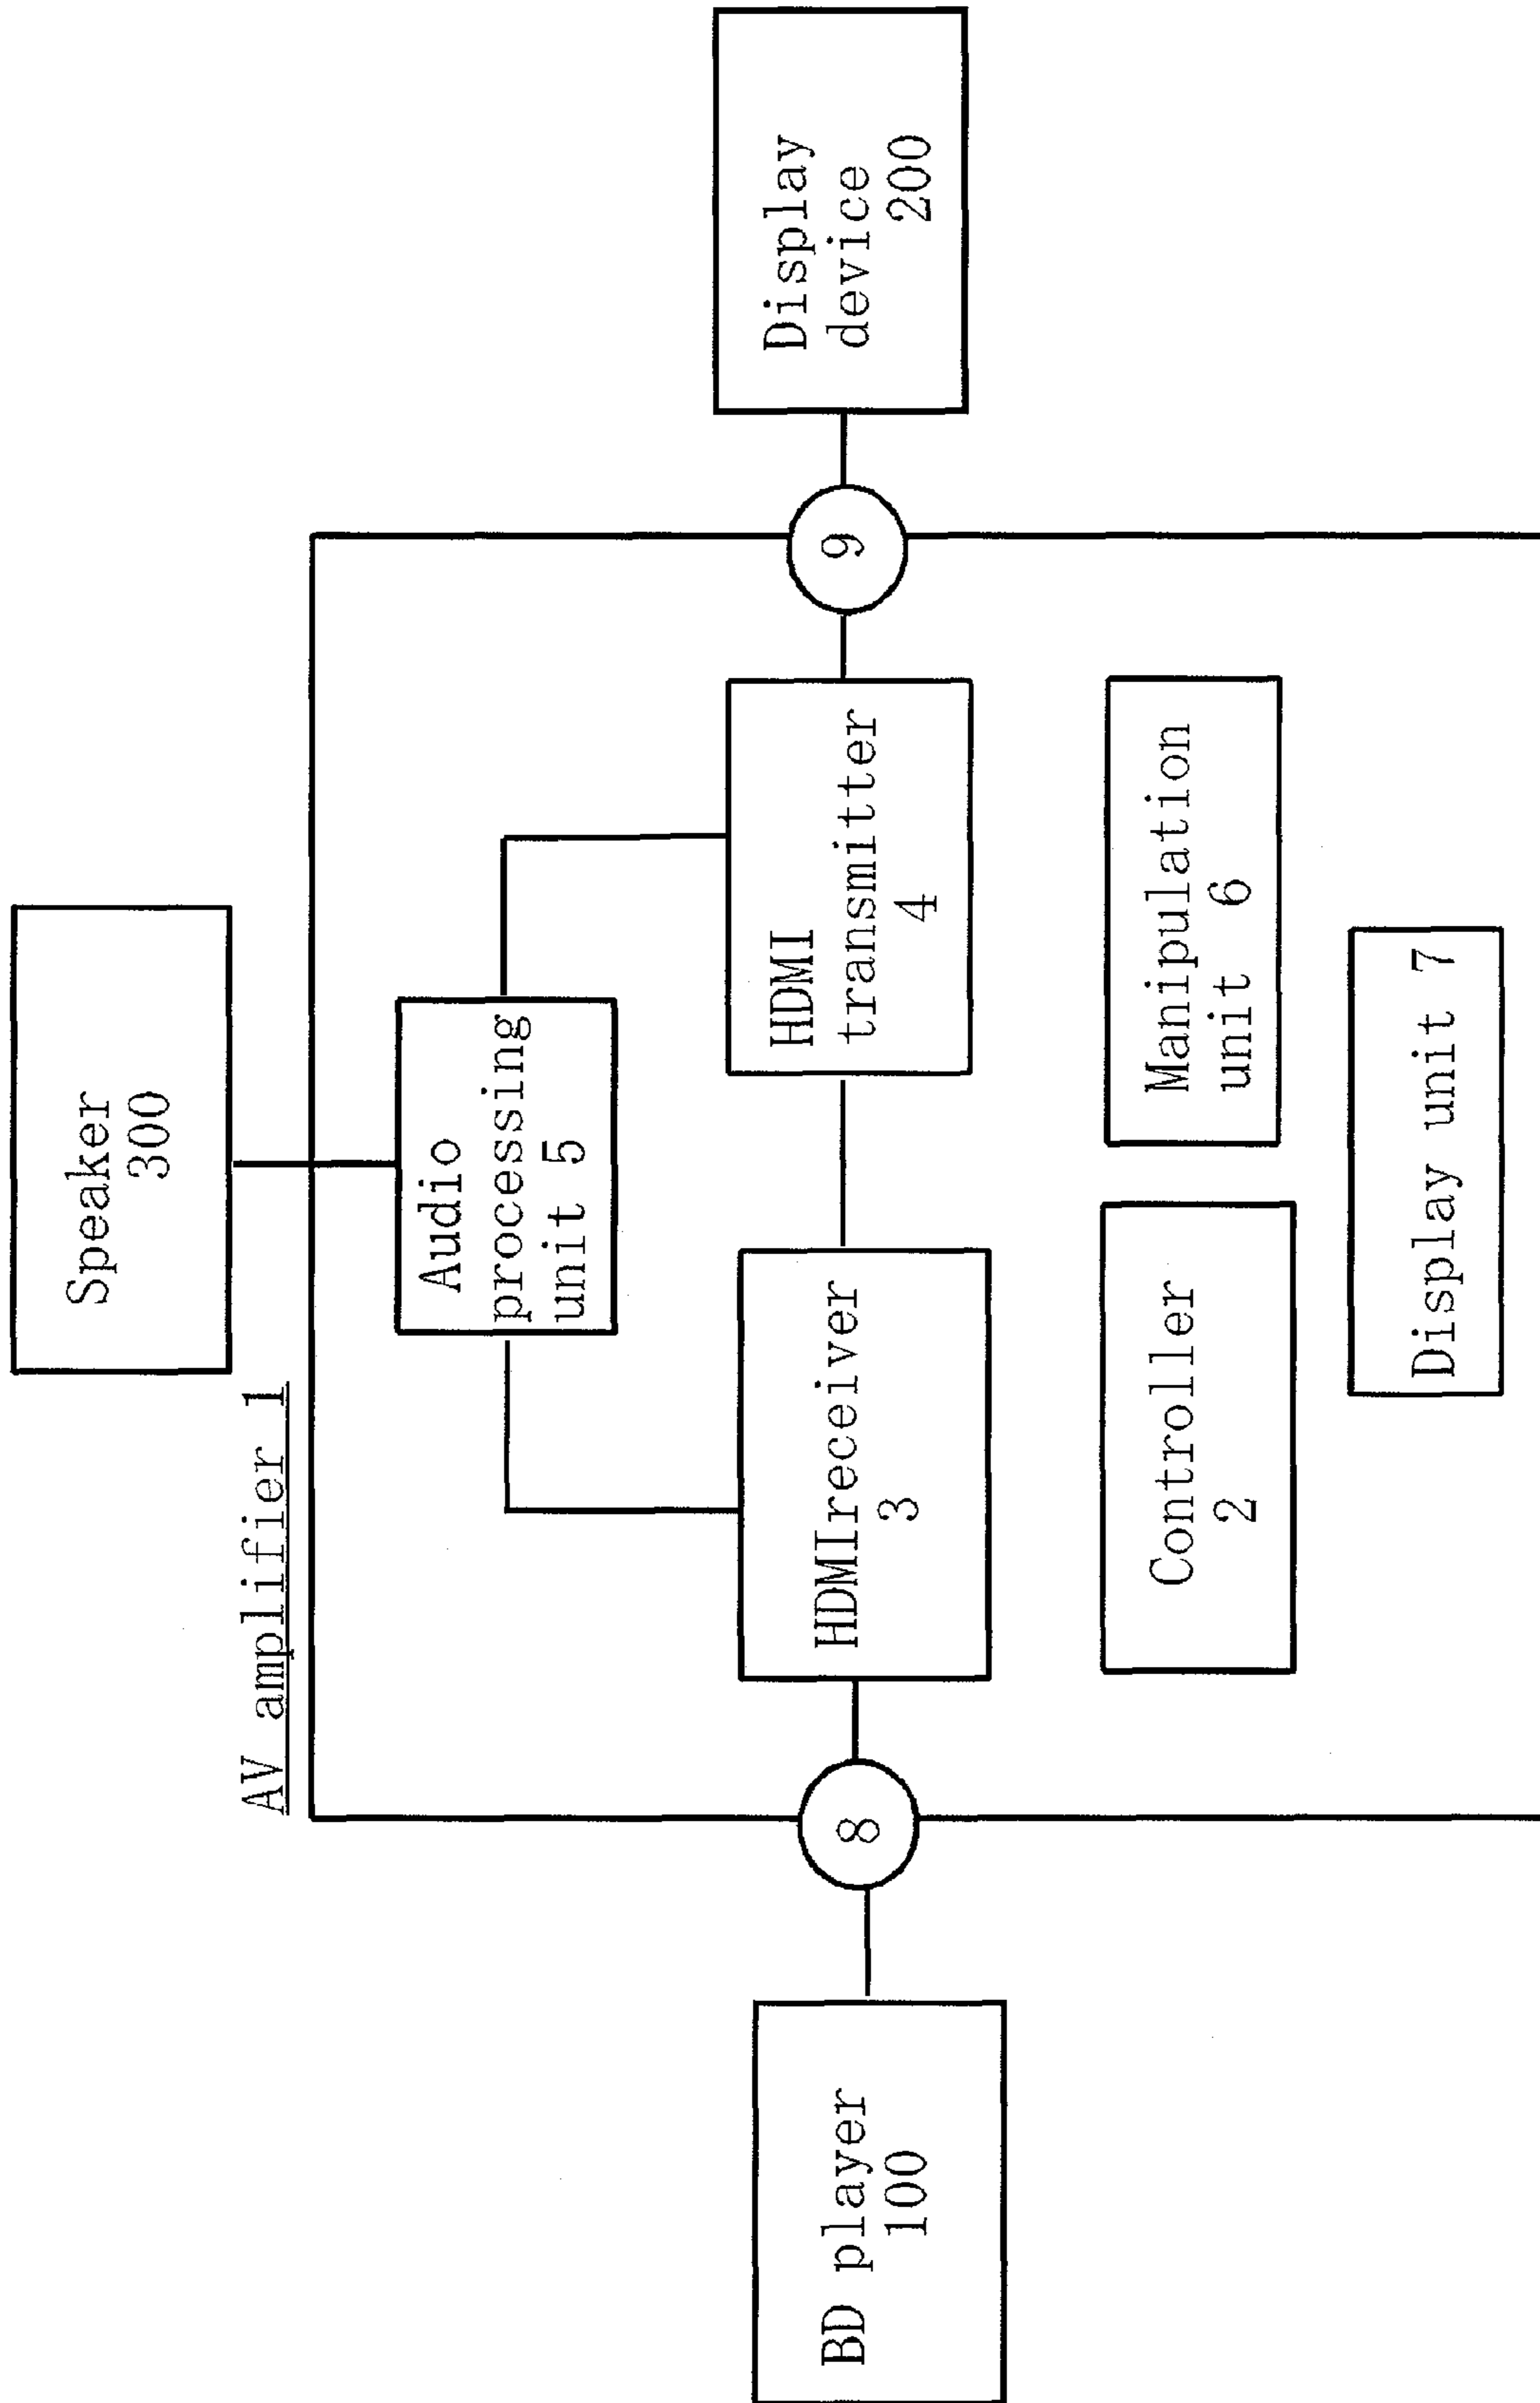 Speaker
300
AV amplifier 1
Audio
processing
unit 5
BD player
100
8
HDMIreceiver
3
HDMI
transmitter
4
9
Display
device
200
Controller
2
Manipulation
unit 6
Display unit 7